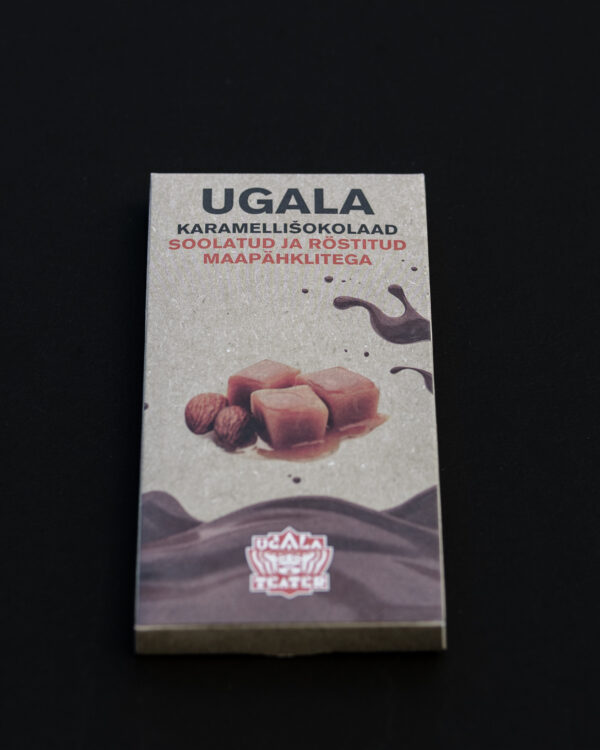 UGALA
KARAMELLIŠOKOLAAD
SOOLATUD JA RÖSTITUD
MAAPÄHKLITEGA
UGALA
TEATER